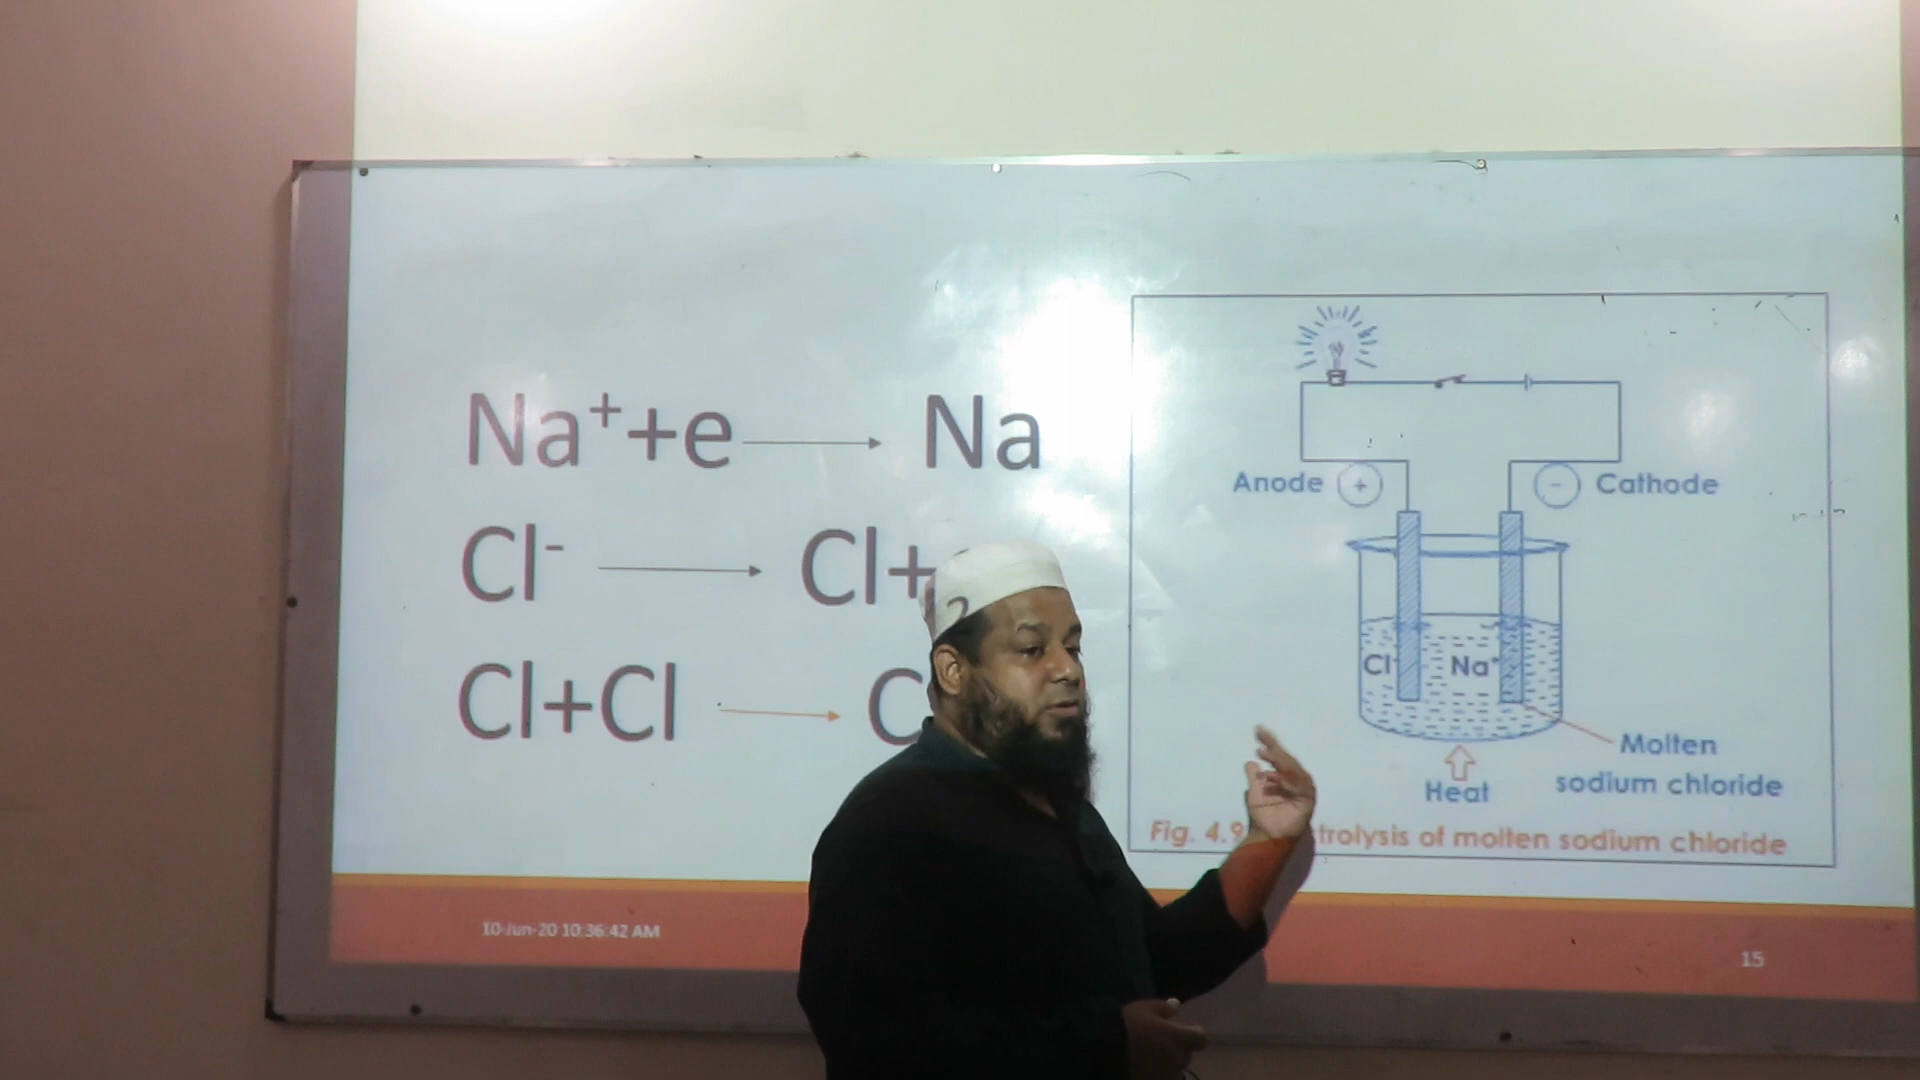 Na⁺+e → Na
Cl⁻ → Cl+
Cl+Cl → C
Anode + - Cathode
Cl Na⁺
Molten
sodium chloride
Heat
Fig. 4.9 trolysis of molten sodium chloride
10-Jun-20 10:36:42 AM
15